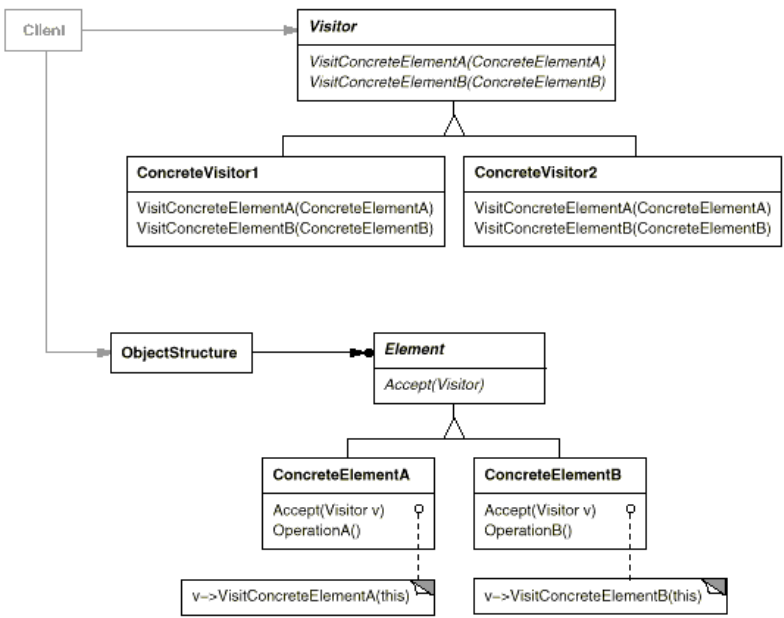 Client
Visitor
VisitConcreteElementA(ConcreteElementA)
VisitConcreteElementB(ConcreteElementB)
ConcreteVisitor1
VisitConcreteElementA(ConcreteElementA)
VisitConcreteElementB(ConcreteElementB)
ConcreteVisitor2
VisitConcreteElementA(ConcreteElementA)
VisitConcreteElementB(ConcreteElementB)
ObjectStructure
Element
Accept(Visitor)
ConcreteElementA
Accept(Visitor v)
OperationA()
ConcreteElementB
Accept(Visitor v)
OperationB()
v->VisitConcreteElementA(this)
v->VisitConcreteElementB(this)